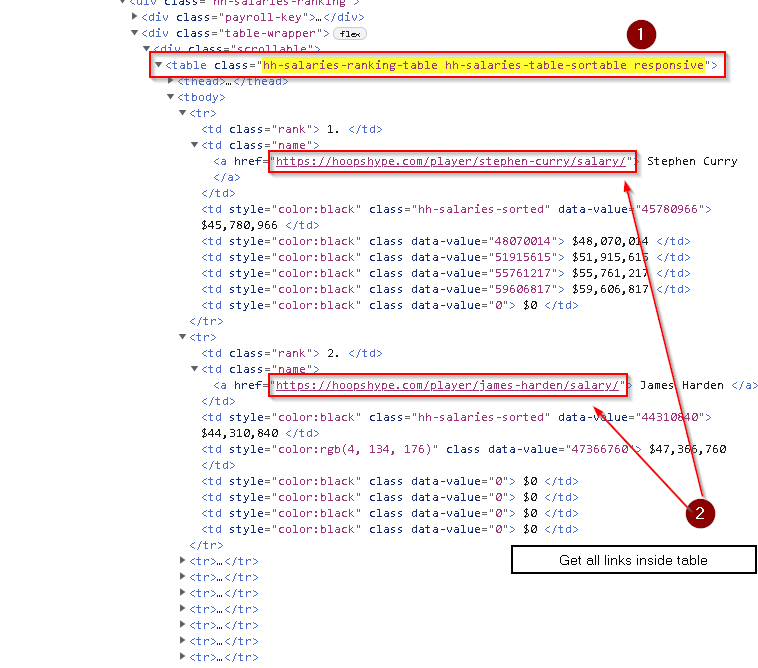 <div class="hh-salaries-ranking">
<div class="payroll-key">…</div>
<div class="table-wrapper"> flex
<div class="scrollable">
1
<table class="hh-salaries-ranking-table hh-salaries-table-sortable responsive">
<thead>…</thead>
<tbody>
<tr>
<td class="rank"> 1. </td>
<td class="name">
<a href="https://hoopshype.com/player/stephen-curry/salary/"> Stephen Curry
</a>
</td>
<td style="color:black" class="hh-salaries-sorted" data-value="45780966">
$45,780,966 </td>
<td style="color:black" class data-value="48070014"> $48,070,014 </td>
<td style="color:black" class data-value="51915615"> $51,915,615 </td>
<td style="color:black" class data-value="55761217"> $55,761,217 </td>
<td style="color:black" class data-value="59606817"> $59,606,817 </td>
<td style="color:black" class data-value="0"> $0 </td>
</tr>
<tr>
<td class="rank"> 2. </td>
<td class="name">
<a href="https://hoopshype.com/player/james-harden/salary/"> James Harden </a>
</td>
<td style="color:black" class="hh-salaries-sorted" data-value="44310840">
$44,310,840 </td>
<td style="color:rgb(4, 134, 176)" class data-value="47366760"> $47,366,760
</td>
<td style="color:black" class data-value="0"> $0 </td>
<td style="color:black" class data-value="0"> $0 </td>
<td style="color:black" class data-value="0"> $0 </td>
2
<td style="color:black" class data-value="0"> $0 </td>
</tr>
<tr>…</tr>
Get all links inside table
<tr>…</tr>
<tr>…</tr>
<tr>…</tr>
<tr>…</tr>
<tr>…</tr>
<tr>…</tr>